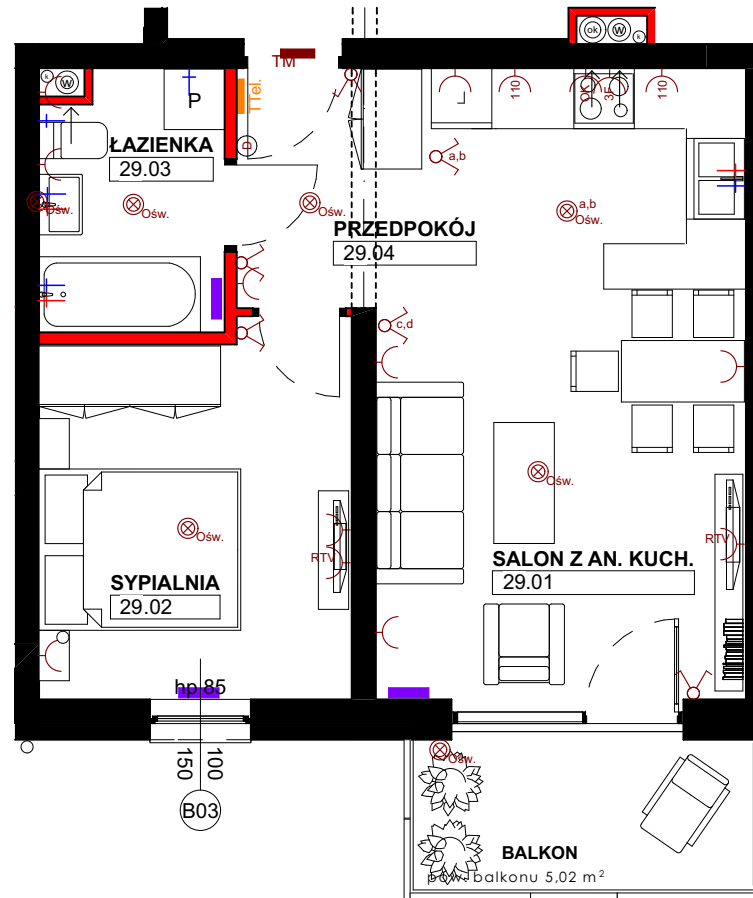 ok
W
k
TM
k
W
P
TTel.
D
110
OK
3F
110
ŁAZIENKA
29.03
a,b
Ośw.
Ośw.
Ośw.
a,b
Ośw.
PRZEDPOKÓJ
29.04
c,d
Ośw.
Ośw.
RTV
RTV
SALON Z AN. KUCH.
29.01
SYPIALNIA
29.02
hp 85
100
150
B03
Ośw.
BALKON
pow. balkonu 5,02 m²